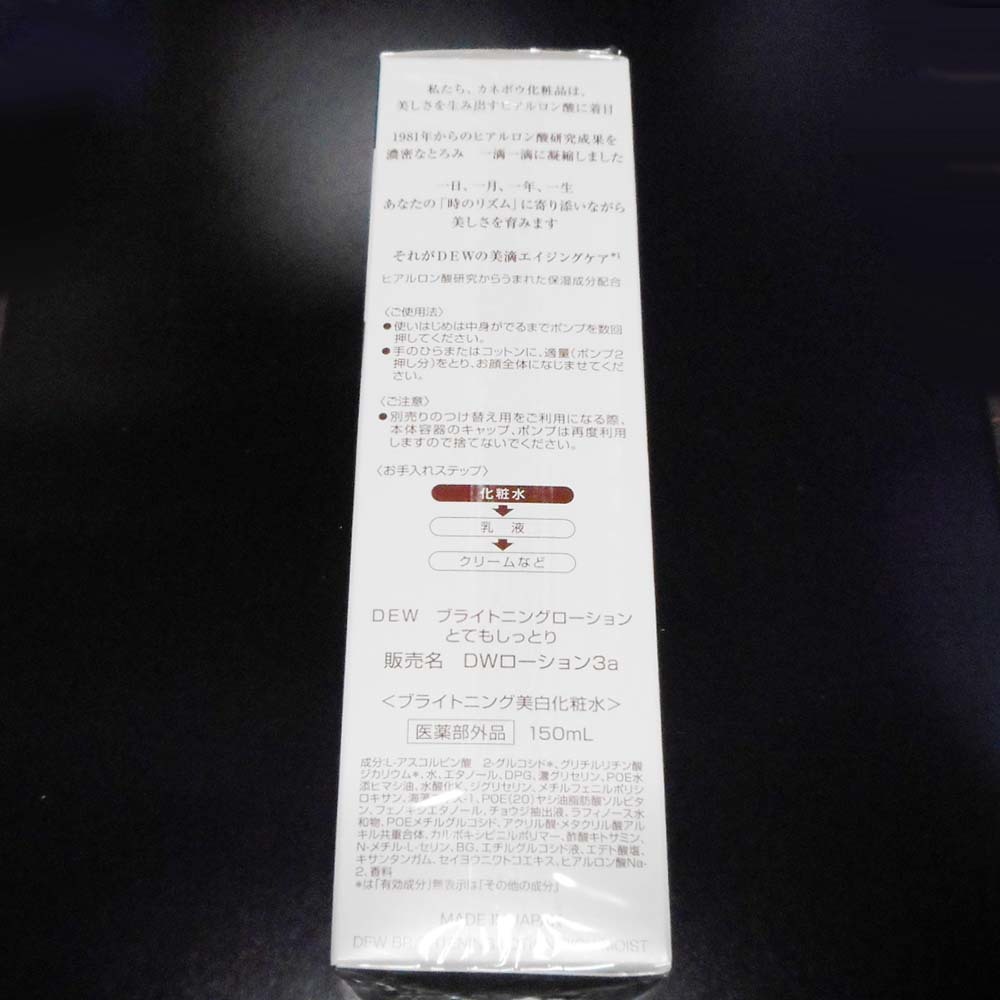 私たち、カネボウ化粧品は、
美しさを生み出すヒアルロン酸に着目
1981年からのヒアルロン酸研究成果を
濃密なとろみ 一滴一滴に凝縮しました
一日、一月、一年、一生
あなたの「時のリズム」に寄り添いながら
美しさを育みます
それがDEWの美滴エイジングケア*1
ヒアルロン酸研究からうまれた保湿成分配合
〈ご使用法〉
●使いはじめは中身がでるまでポンプを数回
押してください。
●手のひらまたはコットンに、適量(ポンプ2
押し分)をとり、お顔全体になじませてくだ
さい。
〈ご注意〉
●別売りのつけ替え用をご利用になる際、
本体容器のキャップ、ポンプは再度利用
しますので捨てないでください。
〈お手入れステップ〉
化粧水
乳液
クリームなど
DEW ブライトニングローション
とてもしっとり
販売名 DWローション3a
<ブライトニング美白化粧水>
医薬部外品 150mL
成分:L-アスコルビン酸 2-グルコシド*、グリチルリチン酸
ジカリウム*、水、エタノール、DPG、濃グリセリン、POE水
添ヒマシ油、水酸化K、ジグリセリン、メチルフェニルポリシ
ロキサン、海藻エキス-1、POE(20)ヤシ油脂肪酸ソルビタ
ン、フェノキシエタノール、チョウジ抽出液、ラフィノース水
和物、POEメチルグルコシド、アクリル酸・メタクリル酸アル
キル共重合体、カルボキシビニルポリマー、酢酸キトサミン、
N-メチル-L-セリン、BG、エチルグルコシド液、エデト酸塩、
キサンタンガム、セイヨウニワトコエキス、ヒアルロン酸Na-
2、香料
*は「有効成分」無表示は「その他の成分」
MADE IN JAPAN
DEW BRIGHTENING LOTION RICH MOIST